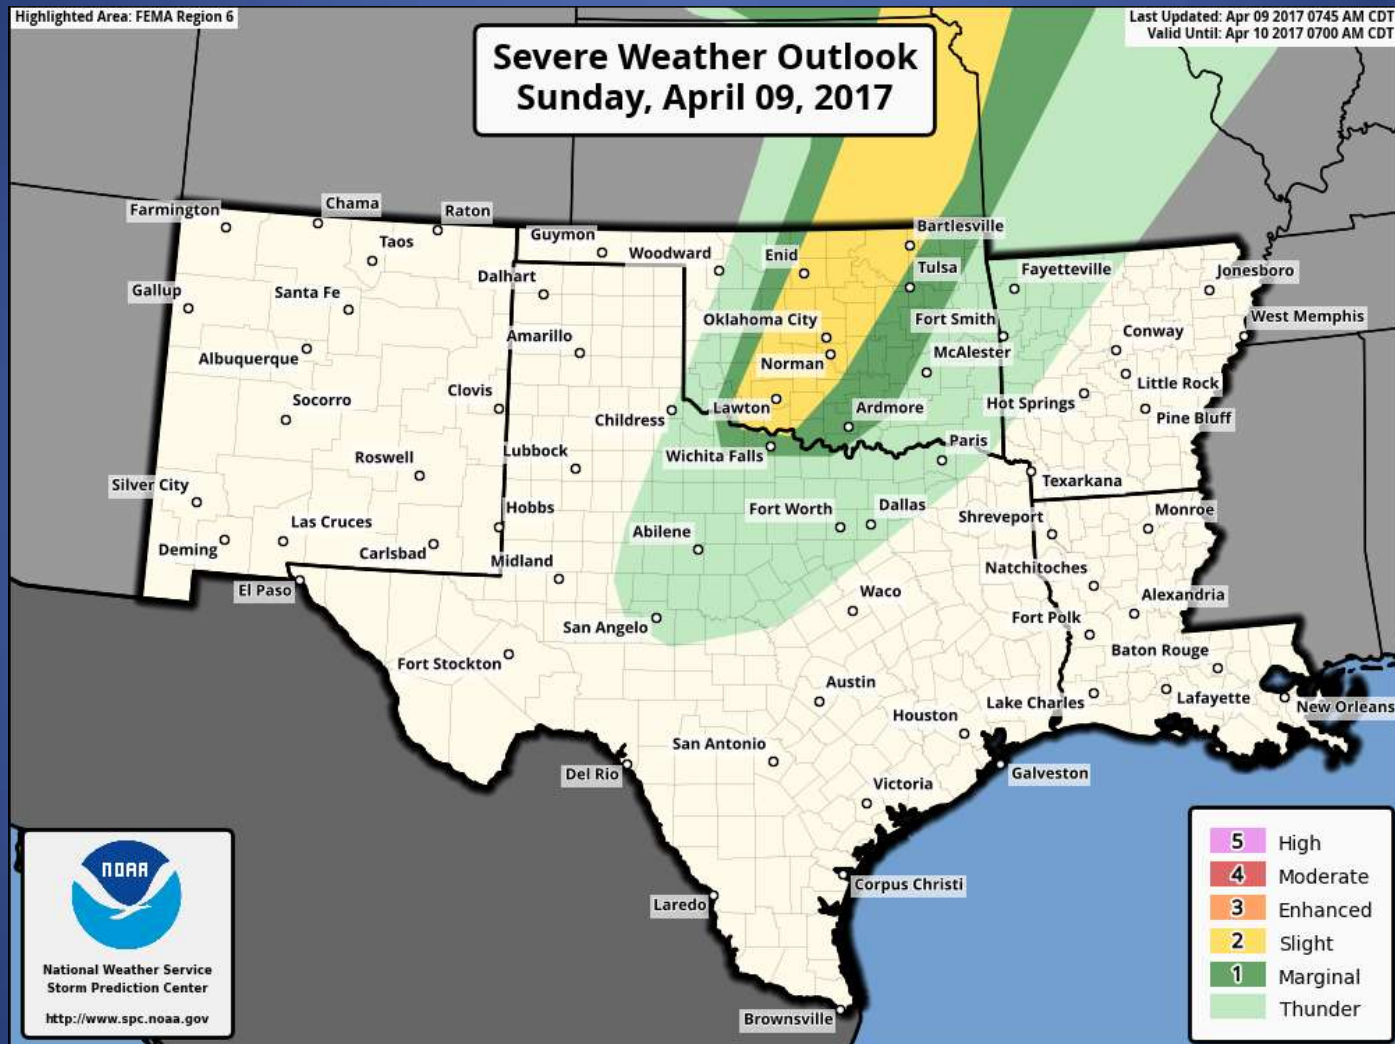 Highlighted Area: FEMA Region 6
Last Updated: Apr 09 2017 0745 AM CDT
Valid Until: Apr 10 2017 0700 AM CDT
Severe Weather Outlook
Sunday, April 09, 2017
Farmington
Chama
Raton
Taos
Guymon
Woodward
Enid
Bartlesville
Dalhart
Tulsa
Fayetteville
Jonesboro
Gallup
Santa Fe
Oklahoma City
Fort Smith
West Memphis
Amarillo
Conway
Albuquerque
Norman
McAlester
Little Rock
Socorro
Clovis
Childress
Lawton
Ardmore
Hot Springs
Pine Bluff
Roswell
Lubbock
Wichita Falls
Paris
Texarkana
Silver City
Hobbs
Fort Worth
Dallas
Shreveport
Monroe
Las Cruces
Abilene
Deming
Carlsbad
Midland
Natchitoches
El Paso
Waco
Alexandria
San Angelo
Fort Polk
Fort Stockton
Baton Rouge
Austin
Lake Charles
Lafayette
New Orleans
Houston
San Antonio
Del Rio
Galveston
Victoria
Corpus Christi
Laredo
Brownsville
NOAA
National Weather Service
Storm Prediction Center
http://www.spc.noaa.gov
5 High
4 Moderate
3 Enhanced
2 Slight
1 Marginal
Thunder